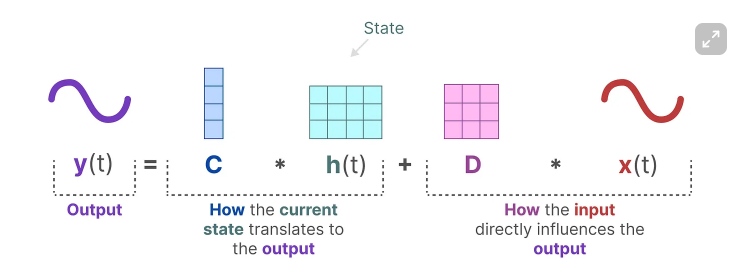 State
y(t) = C * h(t) + D * x(t)
Output
How the current
state translates to
the output
How the input
directly influences the
output